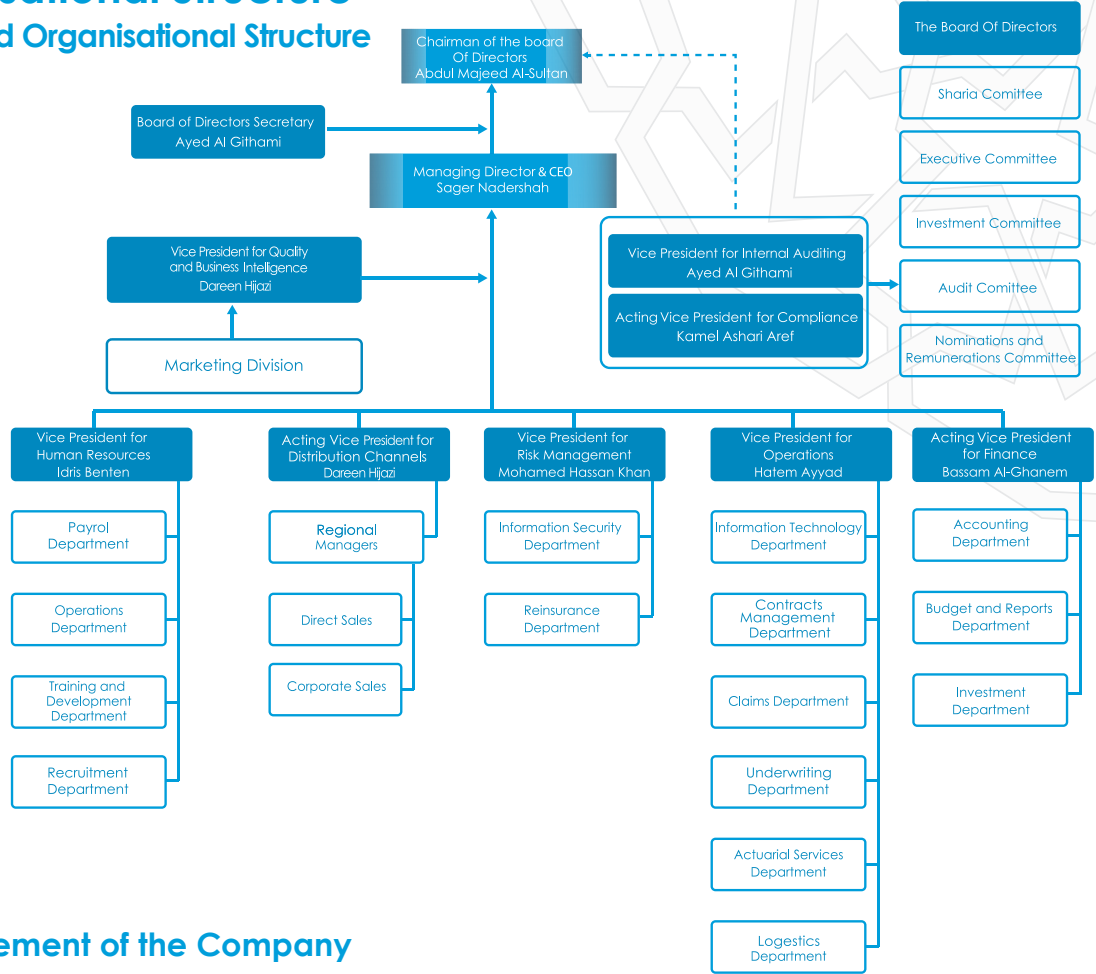 d Organisational Structure
Chairman of the board
Of Directors
Abdul Majeed Al-Sultan
The Board Of Directors
Sharia Comittee
Executive Committee
Investment Committee
Audit Comittee
Nominations and
Remunerations Committee
Board of Directors Secretary
Ayed Al Githami
Managing Director & CEO
Sager Nadershah
Vice President for Quality
and Business Intelligence
Dareen Hijazi
Marketing Division
Vice President for Internal Auditing
Ayed Al Githami
Acting Vice President for Compliance
Kamel Ashari Aref
Vice President for
Human Resources
Idris Benten
Payrol
Department
Operations
Department
Training and
Development
Department
Recruitment
Department
Acting Vice President for
Distribution Channels
Dareen Hijazi
Regional
Managers
Direct Sales
Corporate Sales
Vice President for
Risk Management
Mohamed Hassan Khan
Information Security
Department
Reinsurance
Department
Vice President for
Operations
Hatem Ayyad
Information Technology
Department
Contracts
Management
Department
Claims Department
Underwriting
Department
Actuarial Services
Department
Logestics
Department
Acting Vice President
for Finance
Bassam Al-Ghanem
Accounting
Department
Budget and Reports
Department
Investment
Department
ement of the Company